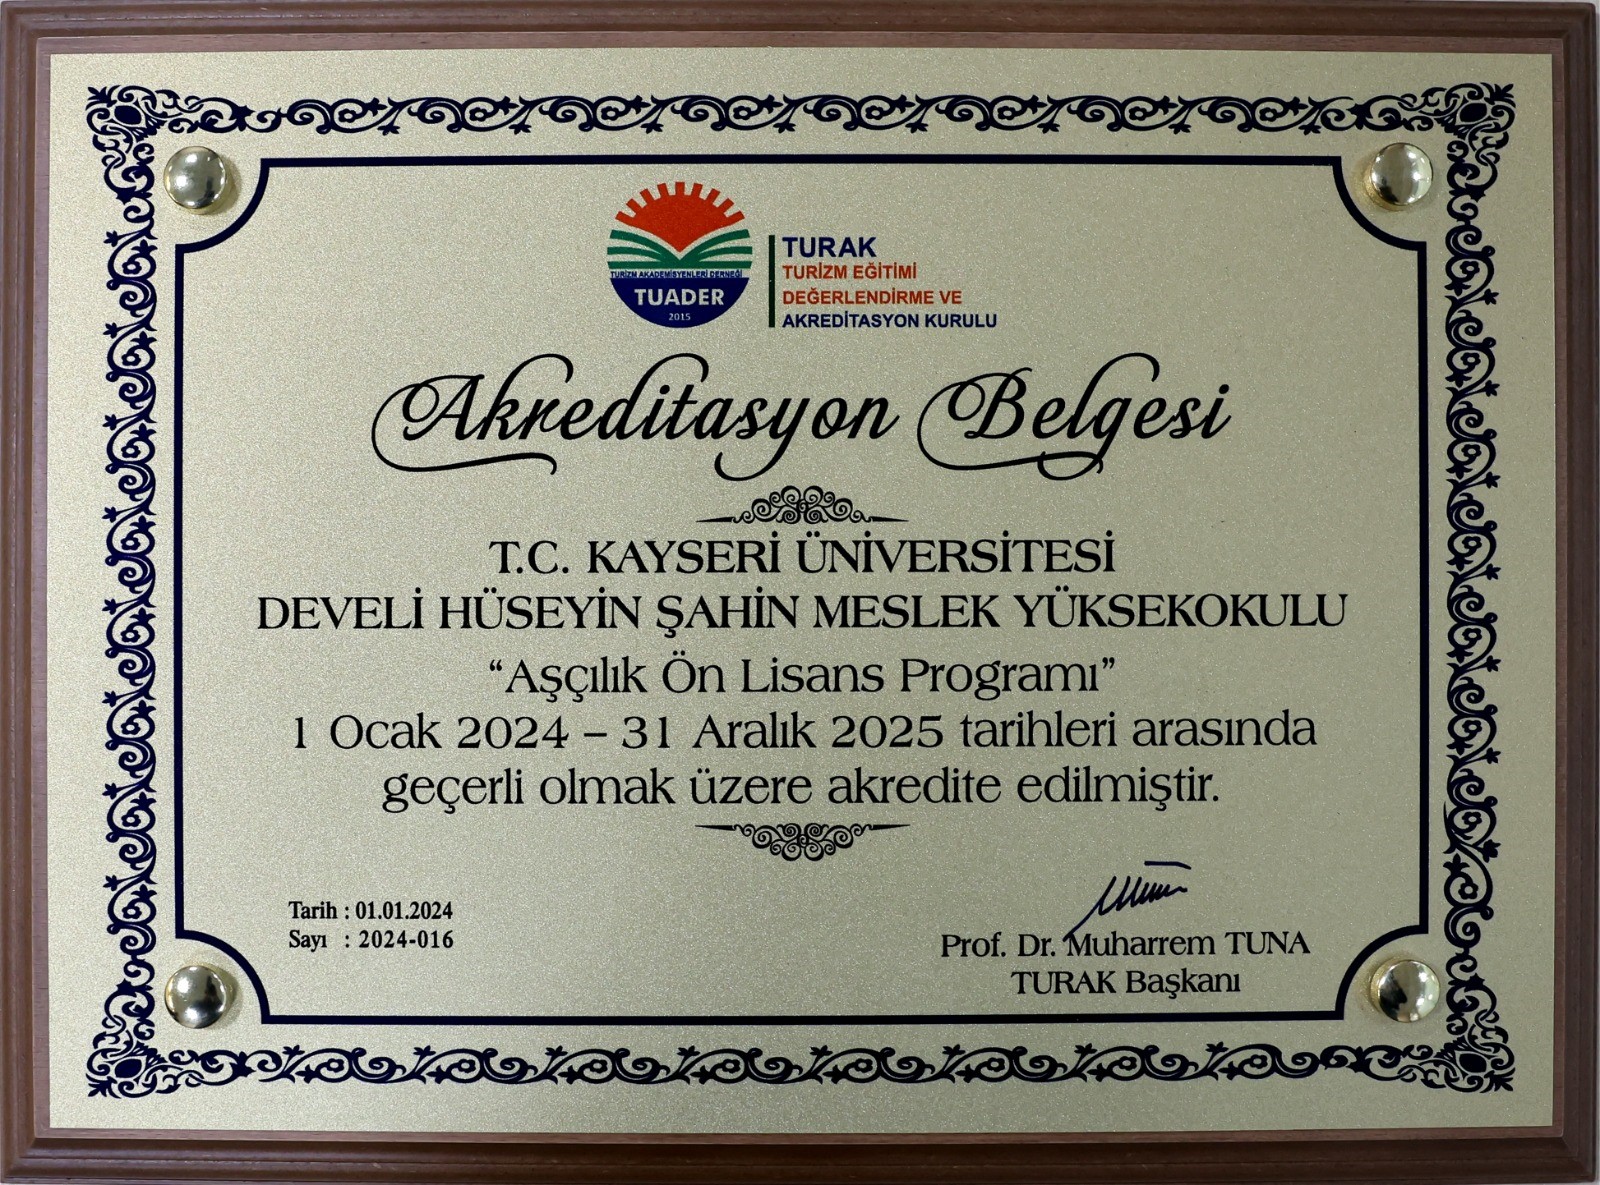 TURİZM AKADEMİSYENLERİ DERNEĞİ
TUADER
2015
TURAK
TURİZM EĞİTİMİ
DEĞERLENDİRME VE
AKREDİTASYON KURULU
Akreditasyon Belgesi
T.C. KAYSERİ ÜNİVERSİTESİ
DEVELİ HÜSEYİN ŞAHİN MESLEK YÜKSEKOKULU
“Aşçılık Ön Lisans Programı”
1 Ocak 2024 – 31 Aralık 2025 tarihleri arasında
geçerli olmak üzere akredite edilmiştir.
Tarih : 01.01.2024
Sayı : 2024-016
Prof. Dr. Muharrem TUNA
TURAK Başkanı